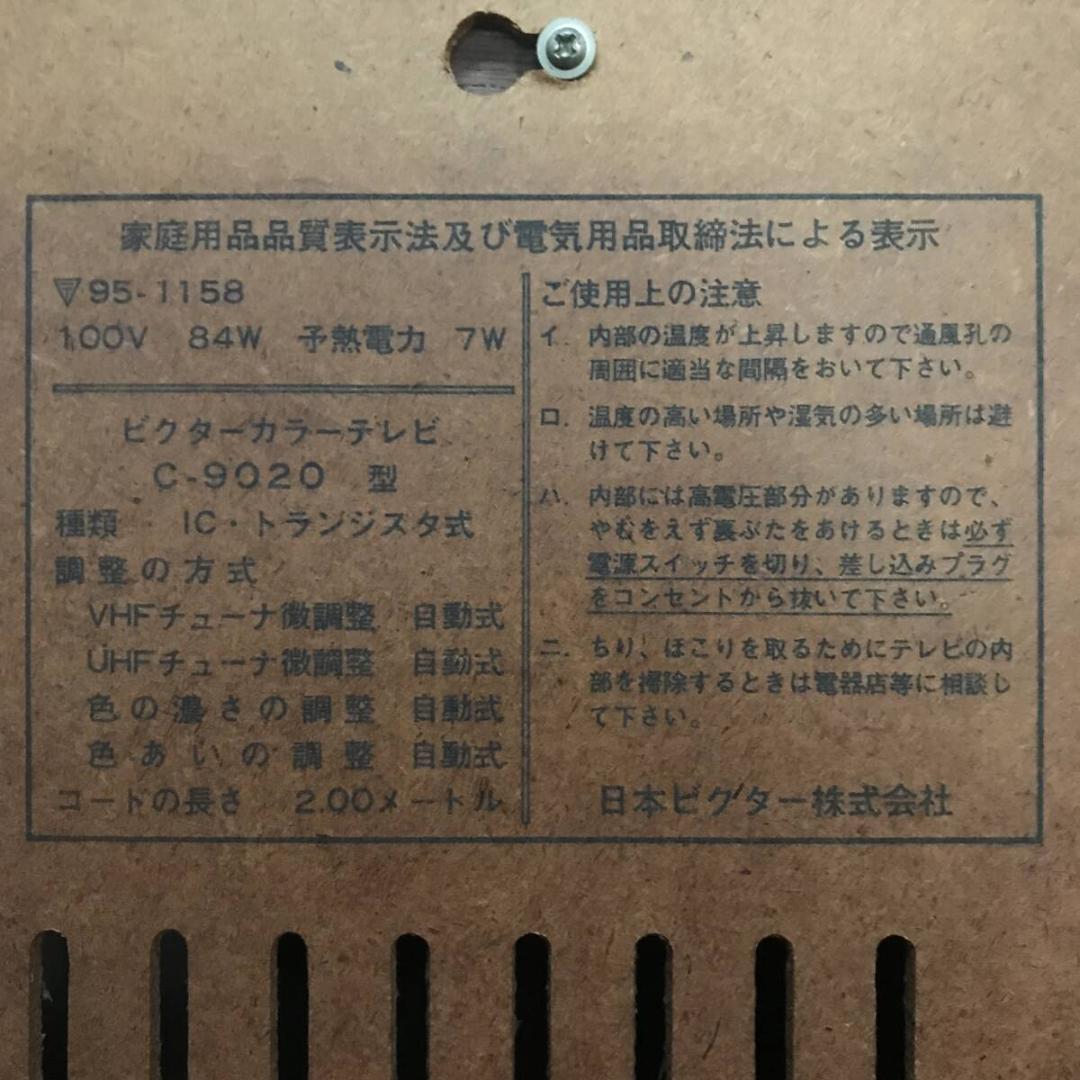 家庭用品品質表示法及び電気用品取締法による表示
▽95-1158
100V 84W 予熱電力 7W
ビクターカラーテレビ
C-9020 型
種類 IC・トランジスタ式
調整の方式
VHFチューナ微調整 自動式
UHFチューナ微調整 自動式
色の濃さの調整 自動式
色あいの調整 自動式
コードの長さ 2.00メートル
ご使用上の注意
イ. 内部の温度が上昇しますので通風孔の
周囲に適当な間隔をおいて下さい。
ロ. 温度の高い場所や湿気の多い場所は避
けて下さい。
ハ. 内部には高電圧部分がありますので、
やむをえず裏ぶたをあけるときは必ず
電源スイッチを切り、差し込みプラグ
をコンセントから抜いて下さい。
ニ. ちり、ほこりを取るためにテレビの内
部を掃除するときは電器店等に相談し
て下さい。
日本ビクター株式会社